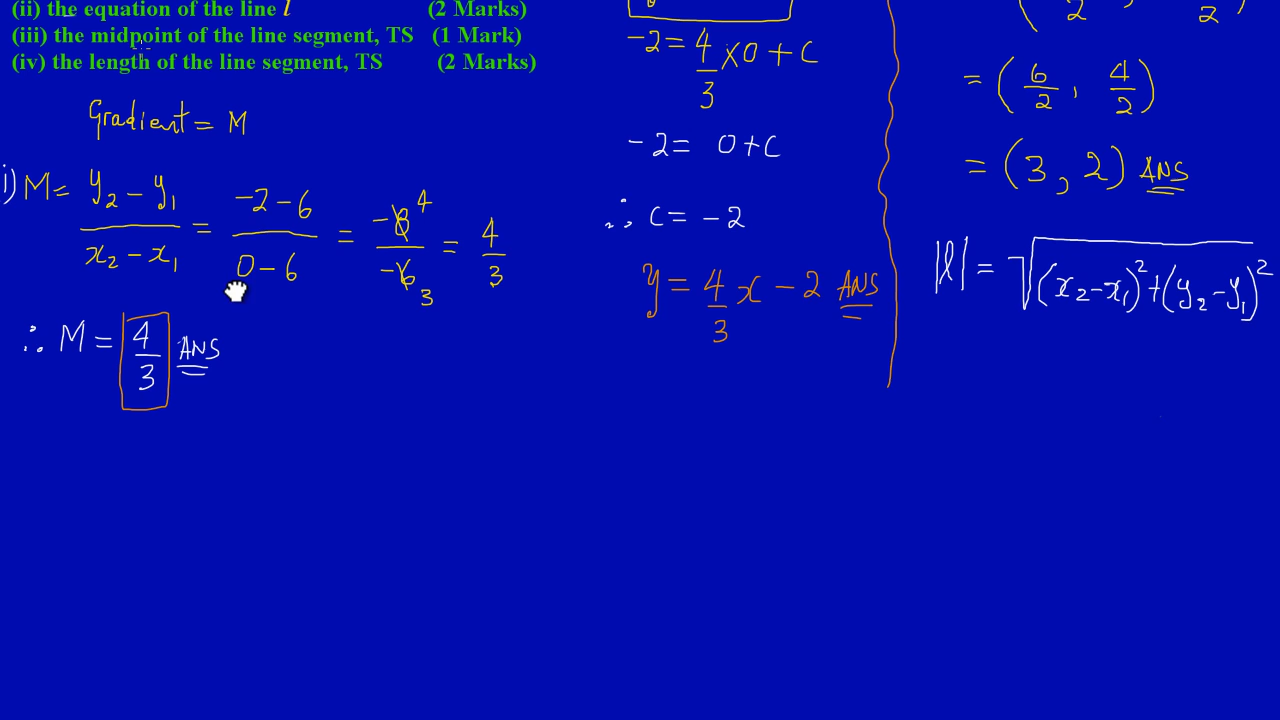 (ii) the equation of the line l (2 Marks)
(iii) the midpoint of the line segment, TS (1 Mark)
(iv) the length of the line segment, TS (2 Marks)
Gradient = M
i) M = y₂ - y₁ / x₂ - x₁ = -2 - 6 / 0 - 6 = -8 4 / -6 3 = 4/3
∴ M = 4/3 ANS
-2 = 4/3 × 0 + C
-2 = 0 + C
∴ C = -2
y = 4/3 x - 2 ANS
2 , 2 )
= (6/2 , 4/2)
= (3, 2) ANS
|l| = √(x₂-x₁)² + (y₂-y₁)²